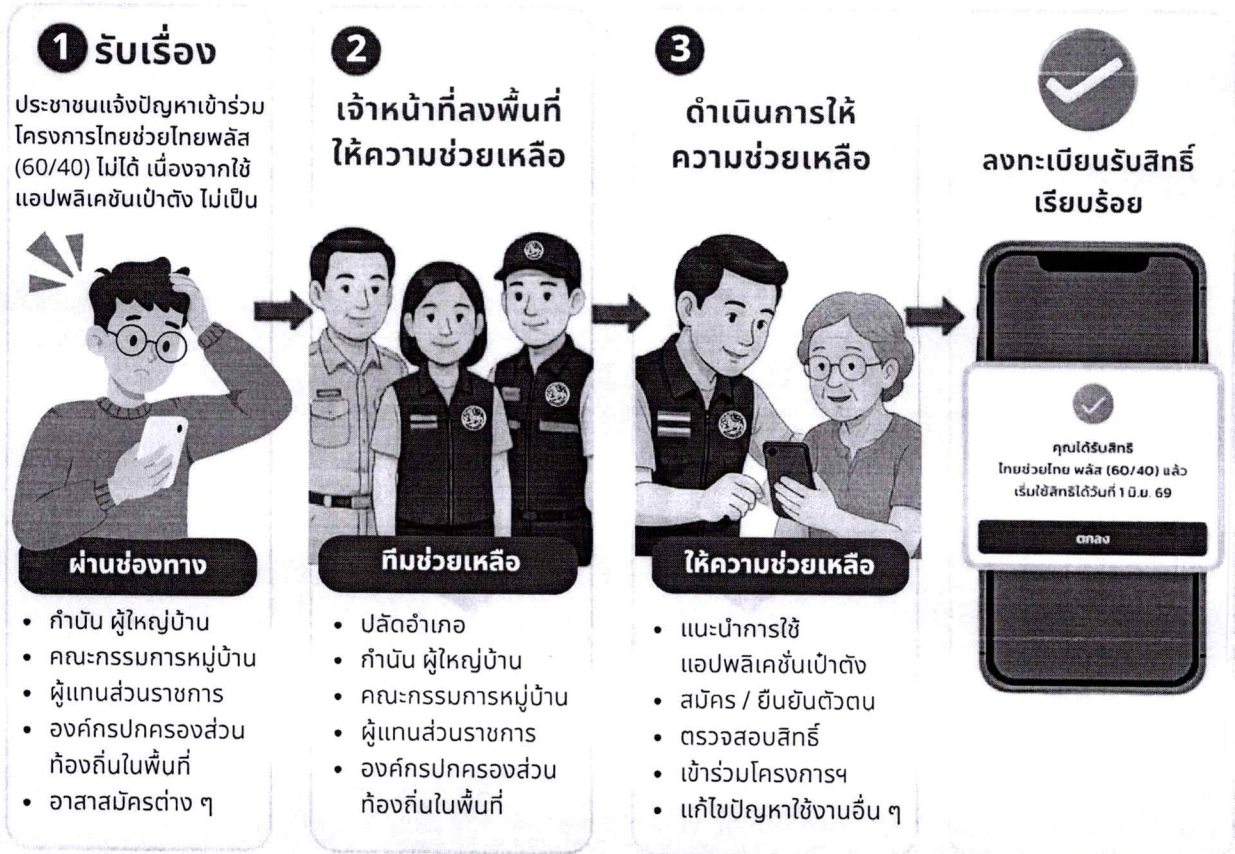 1 รับเรื่อง
ประชาชนแจ้งปัญหาเข้าร่วม
โครงการไทยช่วยไทยพลัส
(60/40) ไม่ได้ เนื่องจากใช้
แอปพลิเคชันเป๋าตัง ไม่เป็น
ผ่านช่องทาง
• กำนัน ผู้ใหญ่บ้าน
• คณะกรรมการหมู่บ้าน
• ผู้แทนส่วนราชการ
• องค์กรปกครองส่วน
ท้องถิ่นในพื้นที่
• อาสาสมัครต่าง ๆ
2
เจ้าหน้าที่ลงพื้นที่
ให้ความช่วยเหลือ
ทีมช่วยเหลือ
• ปลัดอำเภอ
• กำนัน ผู้ใหญ่บ้าน
• คณะกรรมการหมู่บ้าน
• ผู้แทนส่วนราชการ
• องค์กรปกครองส่วน
ท้องถิ่นในพื้นที่
3
ดำเนินการให้
ความช่วยเหลือ
ให้ความช่วยเหลือ
• แนะนำการใช้
แอปพลิเคชั่นเป๋าตัง
• สมัคร / ยืนยันตัวตน
• ตรวจสอบสิทธิ์
• เข้าร่วมโครงการฯ
• แก้ไขปัญหาใช้งานอื่น ๆ
ลงทะเบียนรับสิทธิ์
เรียบร้อย
คุณได้รับสิทธิ
ไทยช่วยไทย พลัส (60/40) แล้ว
เริ่มใช้สิทธิได้วันที่ 1 มิ.ย. 69
ตกลง